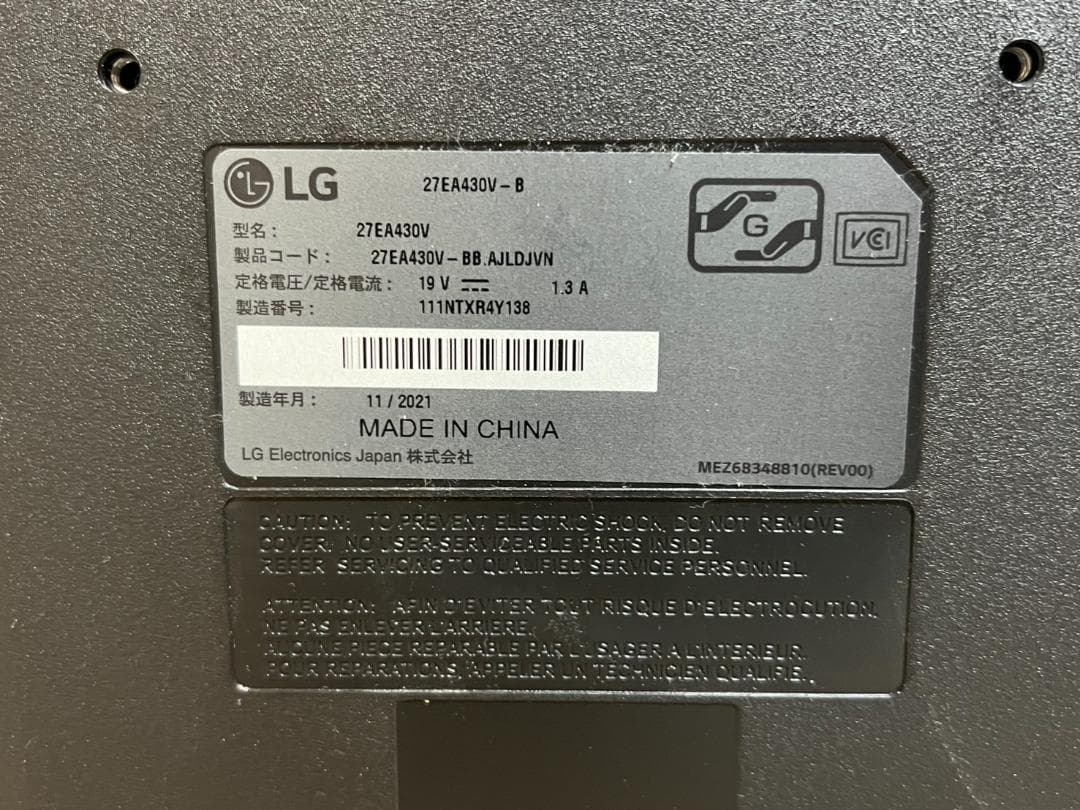 LG
27EA430V-B
G
VCCI
型名： 27EA430V
製品コード： 27EA430V-BB.AJLDJVN
定格電圧/定格電流： 19 V ⎓ 1.3 A
製造番号： 111NTXR4Y138
製造年月： 11 / 2021
MADE IN CHINA
LG Electronics Japan 株式会社
MEZ68348810(REV00)
CAUTION: TO PREVENT ELECTRIC SHOCK, DO NOT REMOVE
COVER. NO USER-SERVICEABLE PARTS INSIDE.
REFER SERVICING TO QUALIFIED SERVICE PERSONNEL.
ATTENTION: AFIN D'EVITER TOUT RISQUE D'ELECTROCUTION,
NE PAS ENLEVER L'ARRIERE.
AUCUNE PIECE REPARABLE PAR L'USAGER A L'INTERIEUR.
POUR REPARATIONS, APPELER UN TECHNICIEN QUALIFIE.